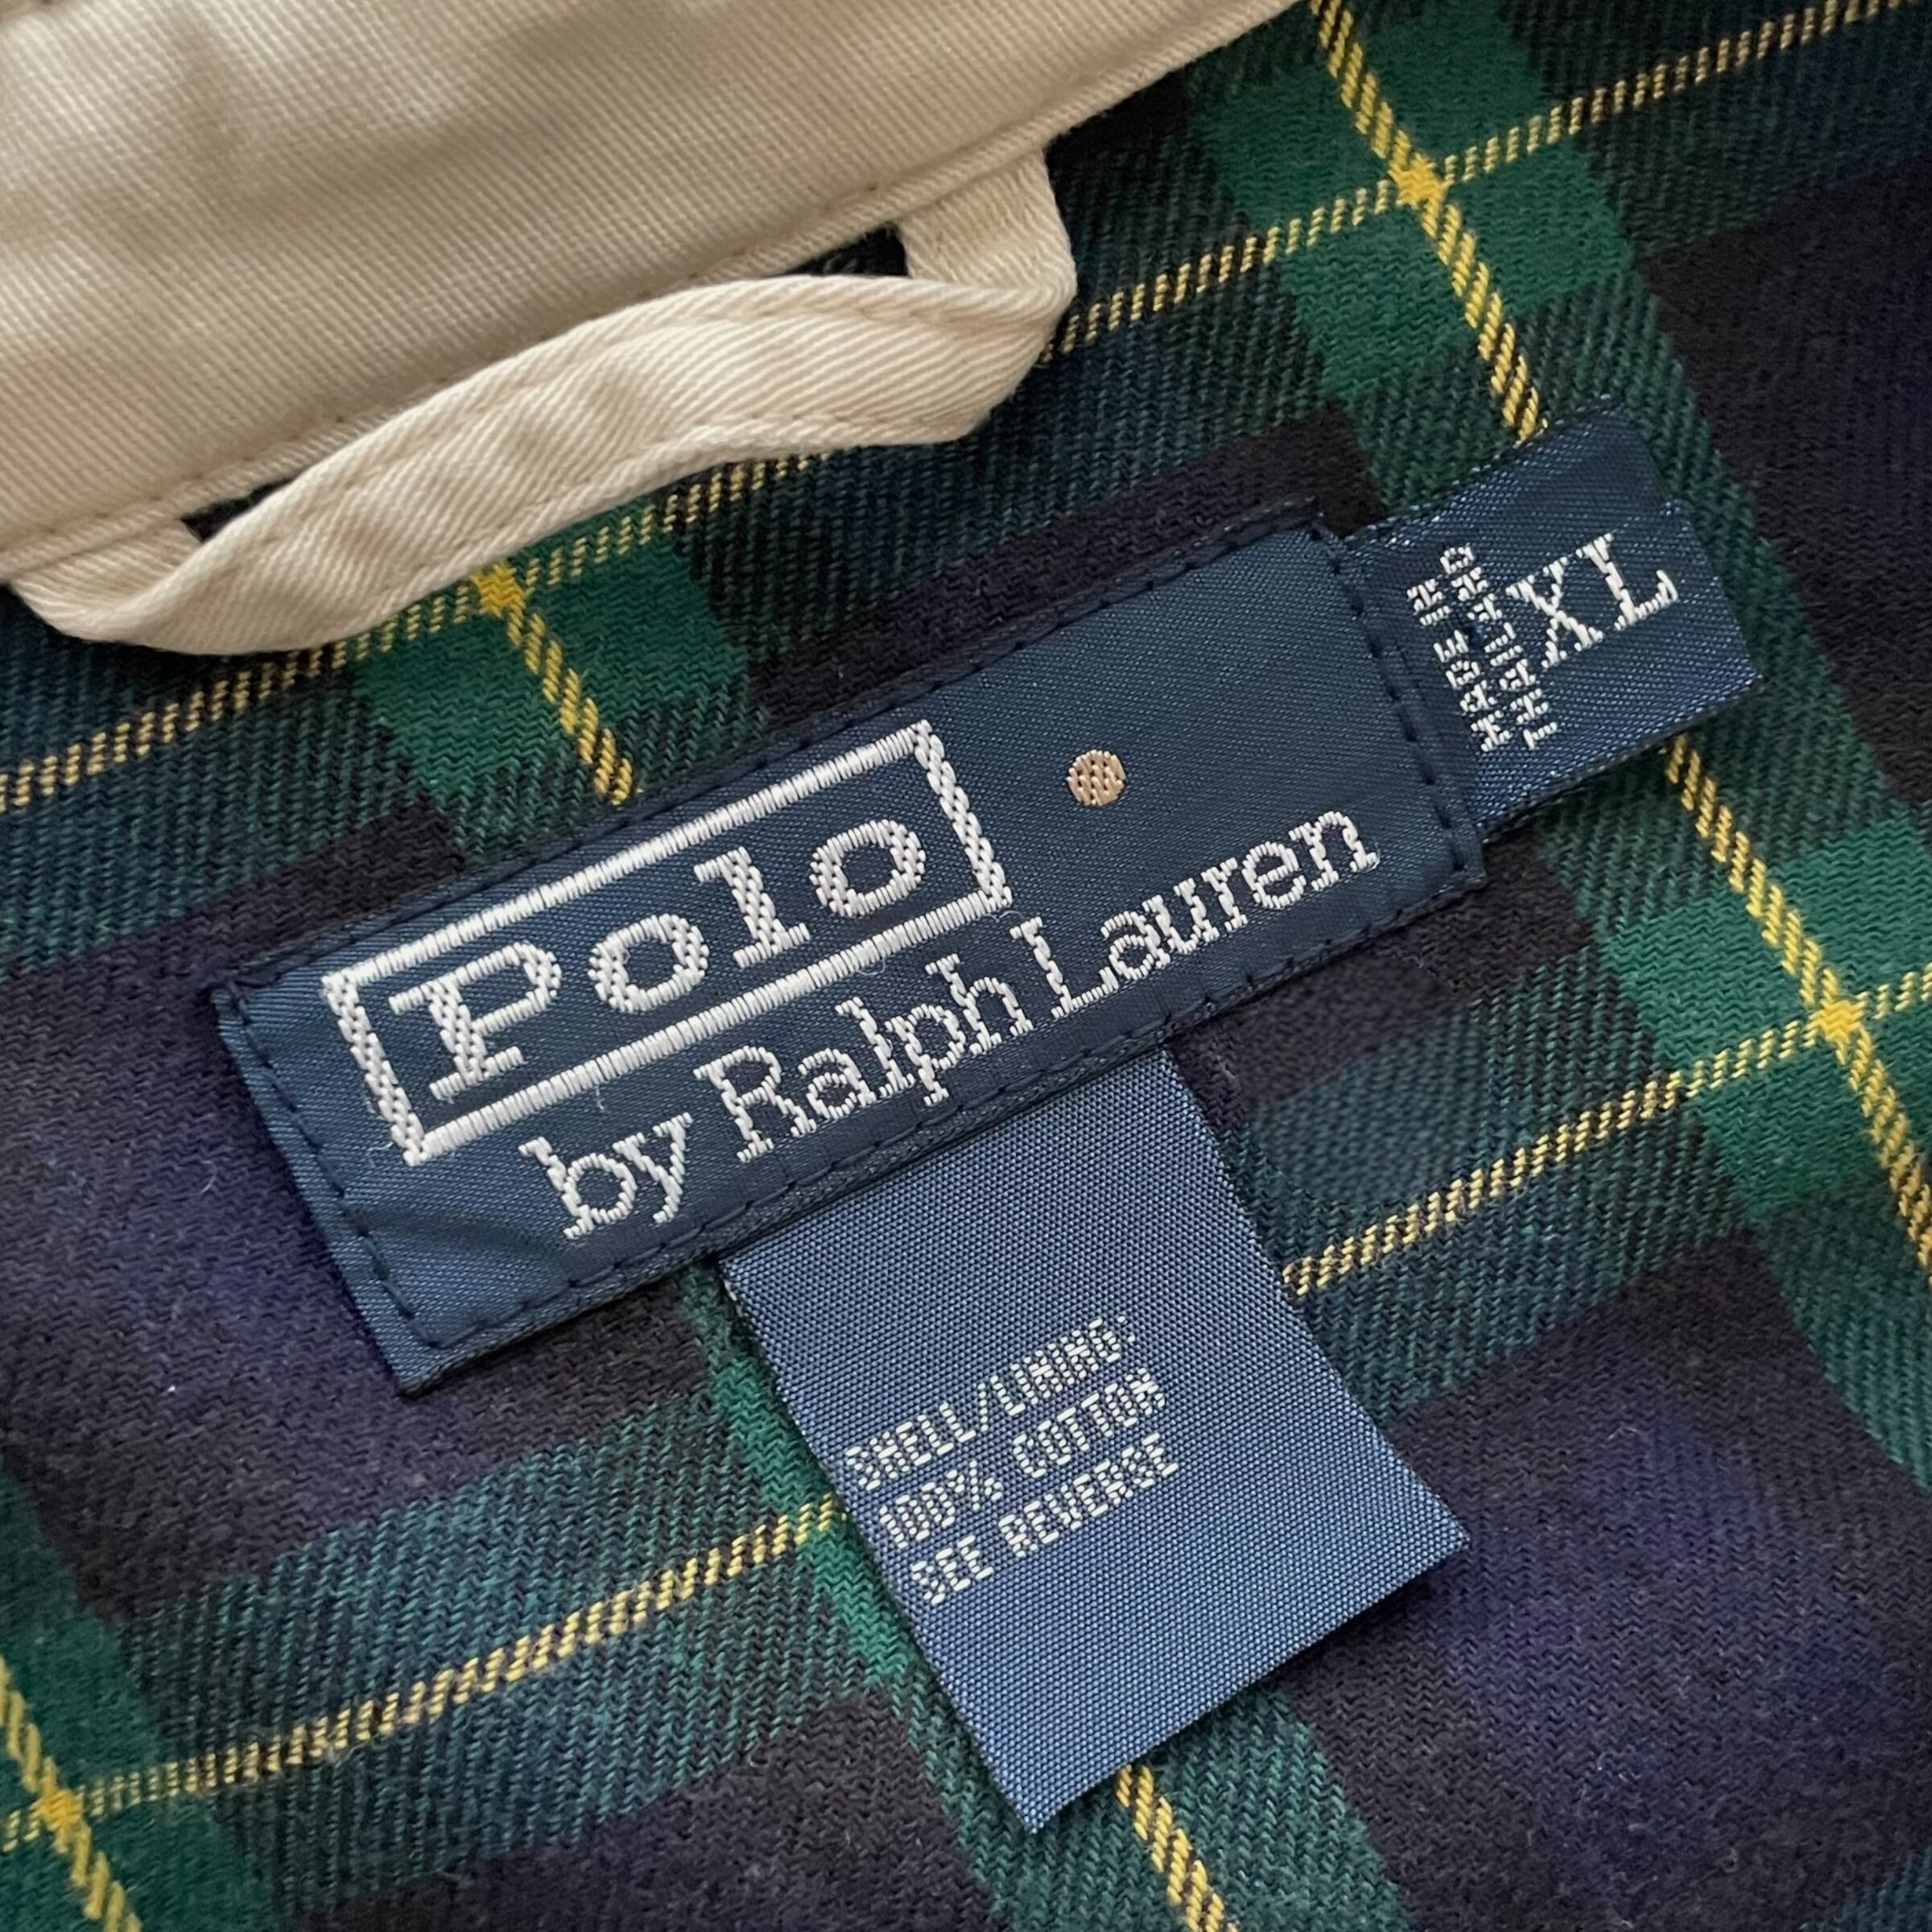 Polo
by Ralph Lauren
MADE IN
THAILAND
XL
SHELL/LINING:
100% COTTON
SEE REVERSE